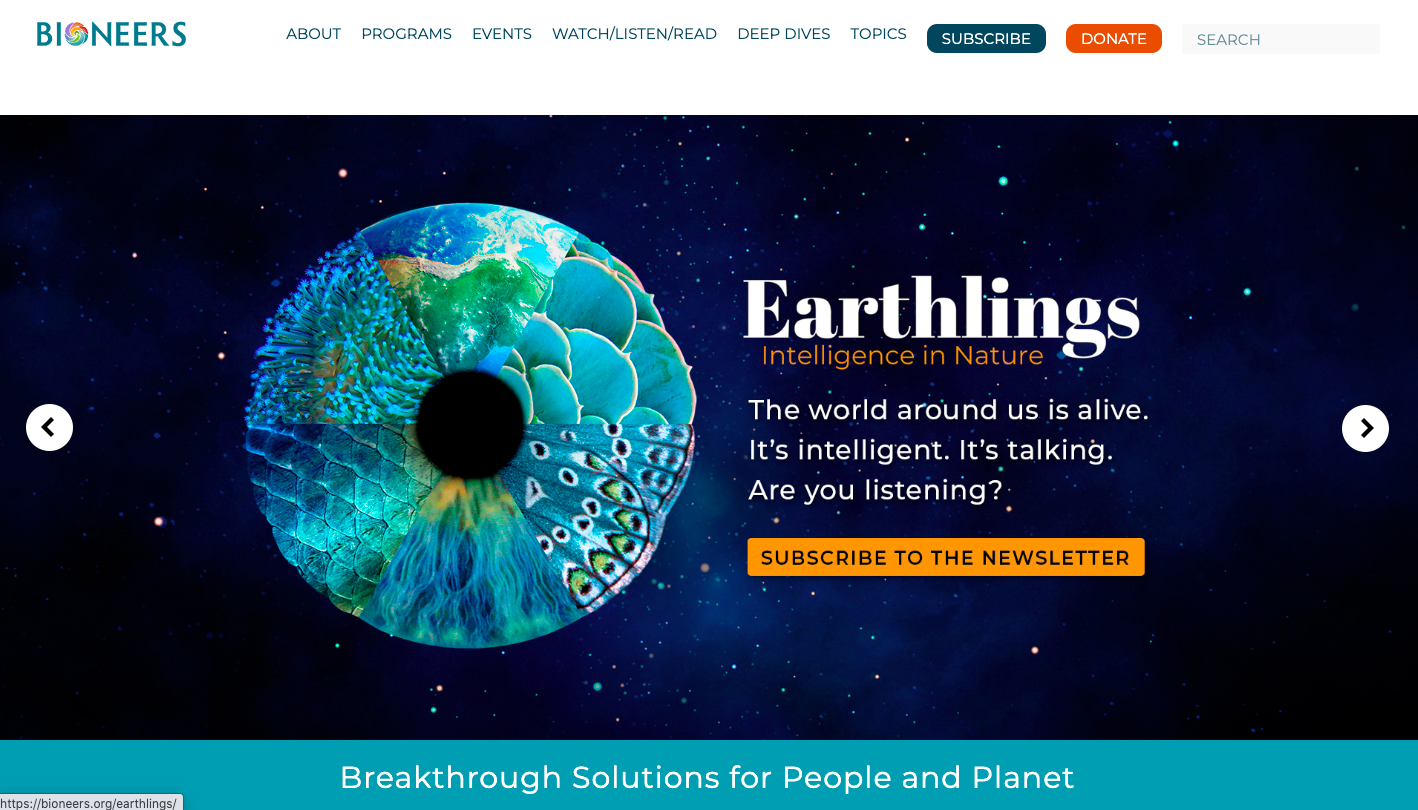 BIONEERS
ABOUT
PROGRAMS
EVENTS
WATCH/LISTEN/READ
DEEP DIVES
TOPICS
SUBSCRIBE
DONATE
SEARCH
Earthlings
Intelligence in Nature
The world around us is alive.
It’s intelligent. It’s talking.
Are you listening?
SUBSCRIBE TO THE NEWSLETTER
Breakthrough Solutions for People and Planet
https://bioneers.org/earthlings/